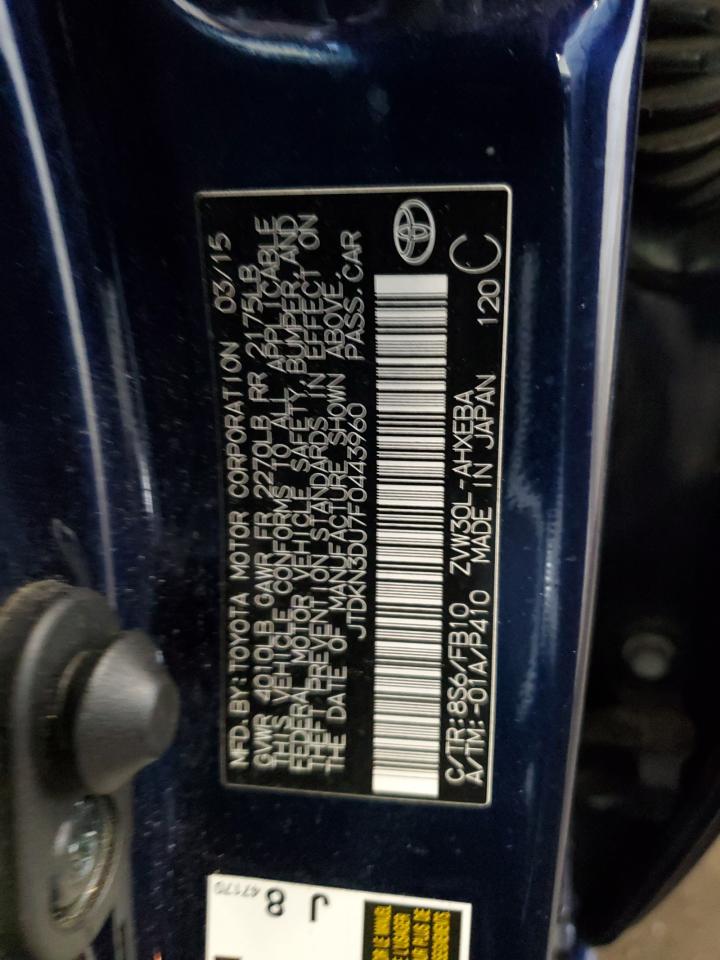 MFD. BY: TOYOTA MOTOR CORPORATION 03/15
GVWR 4010LB GAWR FR 2270LB RR 2175LB
THIS VEHICLE CONFORMS TO ALL APPLICABLE
FEDERAL MOTOR VEHICLE SAFETY, BUMPER, AND
THEFT PREVENTION STANDARDS IN EFFECT ON
THE DATE OF MANUFACTURE SHOWN ABOVE.
JTDKN3DU7F0443960 PASS. CAR
C/TR: 8S6/FB10 ZVW30L-AHXEBA
A/TM: -01A/P410 MADE IN JAPAN 120 C
J 8
47170